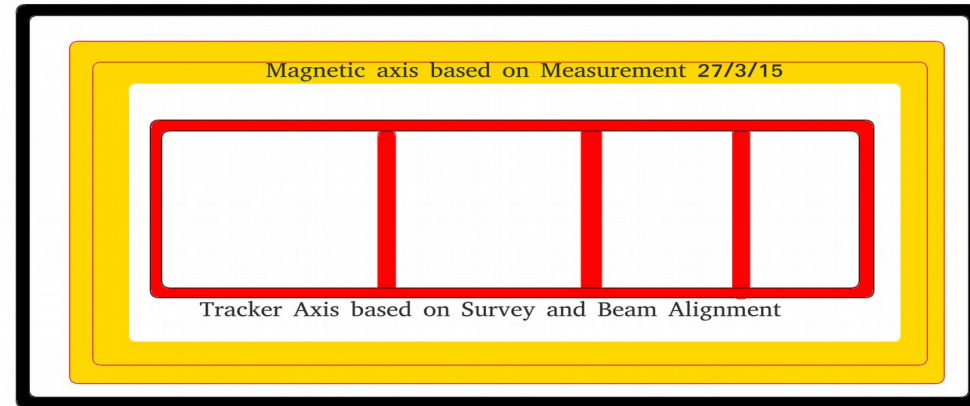 Magnetic axis based on Measurement 27/3/15
Tracker Axis based on Survey and Beam Alignment